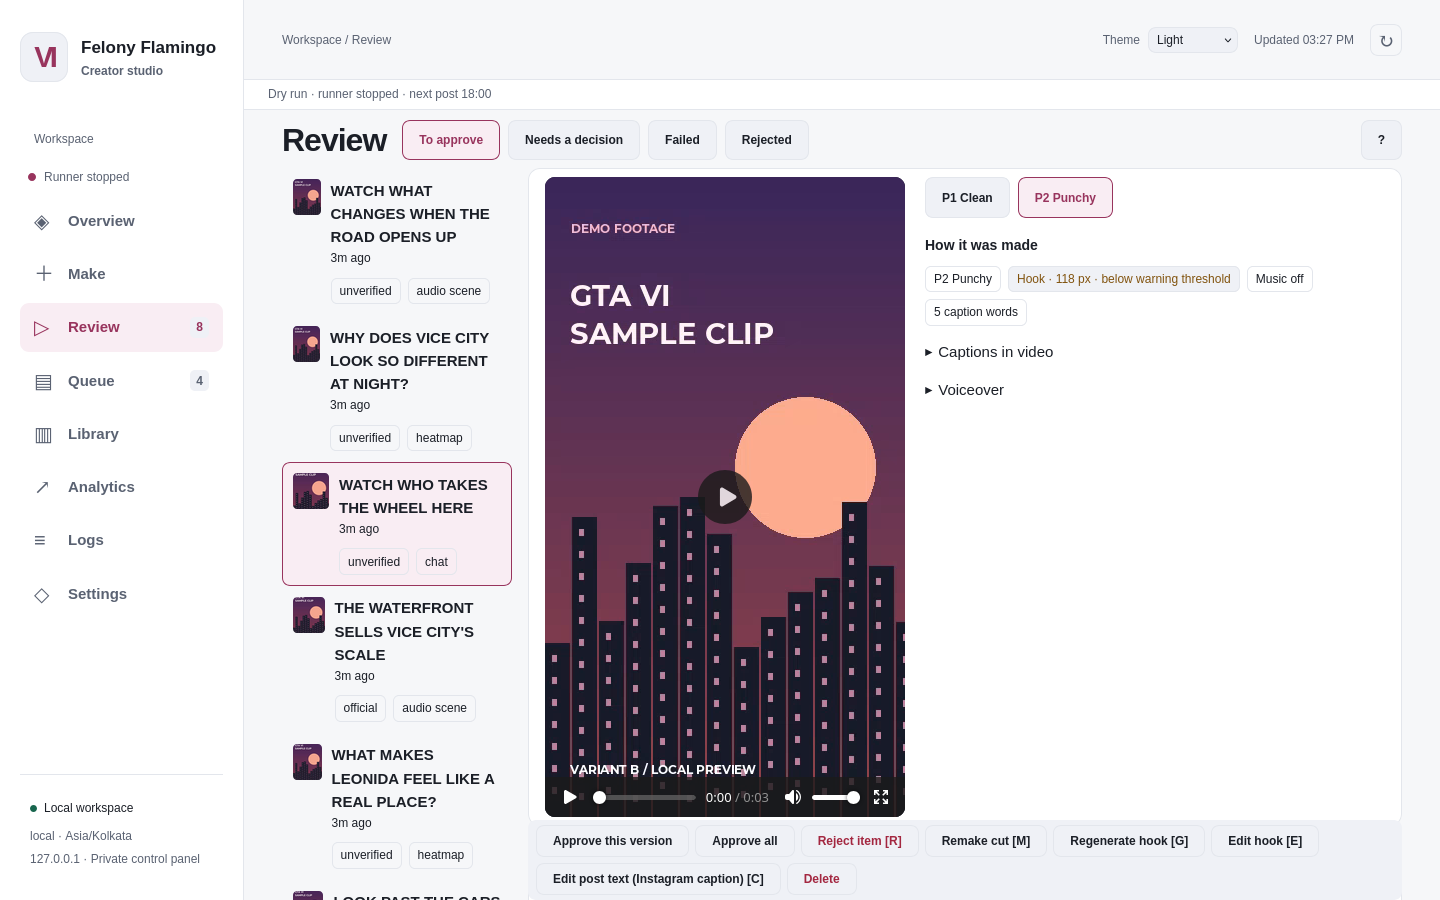 VI
Felony Flamingo
Creator studio
Workspace
Runner stopped
Overview
Make
Review 8
Queue 4
Library
Analytics
Logs
Settings
Local workspace
local · Asia/Kolkata
127.0.0.1 · Private control panel
Workspace / Review
Theme Light Updated 03:27 PM
Dry run · runner stopped · next post 18:00
Review To approve Needs a decision Failed Rejected ?
WATCH WHAT
CHANGES WHEN THE
ROAD OPENS UP
3m ago
unverified audio scene
WHY DOES VICE CITY
LOOK SO DIFFERENT
AT NIGHT?
3m ago
unverified heatmap
WATCH WHO TAKES
THE WHEEL HERE
3m ago
unverified chat
THE WATERFRONT
SELLS VICE CITY'S
SCALE
3m ago
official audio scene
WHAT MAKES
LEONIDA FEEL LIKE A
REAL PLACE?
3m ago
unverified heatmap
LOOK PAST THE CARS
DEMO FOOTAGE
GTA VI
SAMPLE CLIP
VARIANT B / LOCAL PREVIEW
0:00 / 0:03
P1 Clean P2 Punchy
How it was made
P2 Punchy Hook · 118 px · below warning threshold Music off
5 caption words
Captions in video
Voiceover
Approve this version Approve all Reject item [R] Remake cut [M] Regenerate hook [G] Edit hook [E]
Edit post text (Instagram caption) [C] Delete